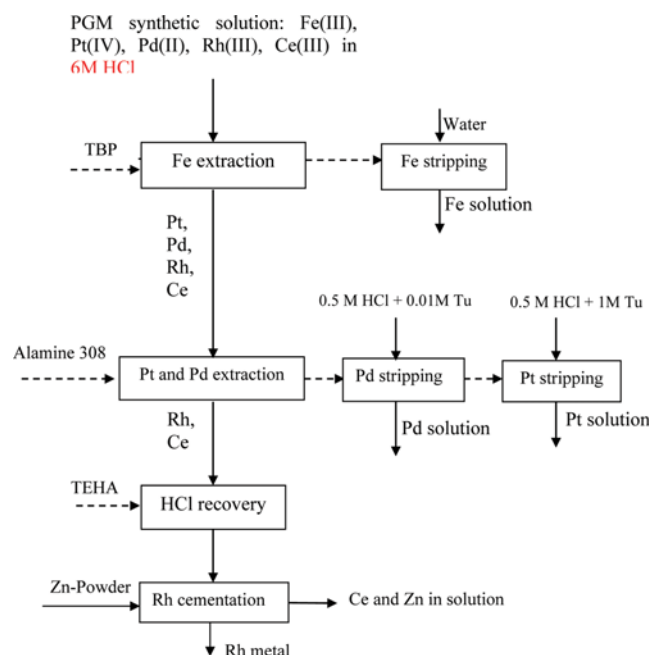 PGM synthetic solution: Fe(III),
Pt(IV), Pd(II), Rh(III), Ce(III) in
6M HCl
Water
TBP
Fe extraction
Fe stripping
Fe solution
Pt,
Pd,
Rh,
Ce
0.5 M HCl + 0.01M Tu
0.5 M HCl + 1M Tu
Alamine 308
Pt and Pd extraction
Pd stripping
Pt stripping
Rh,
Ce
Pd solution
Pt solution
TEHA
HCl recovery
Zn-Powder
Rh cementation
Ce and Zn in solution
Rh metal